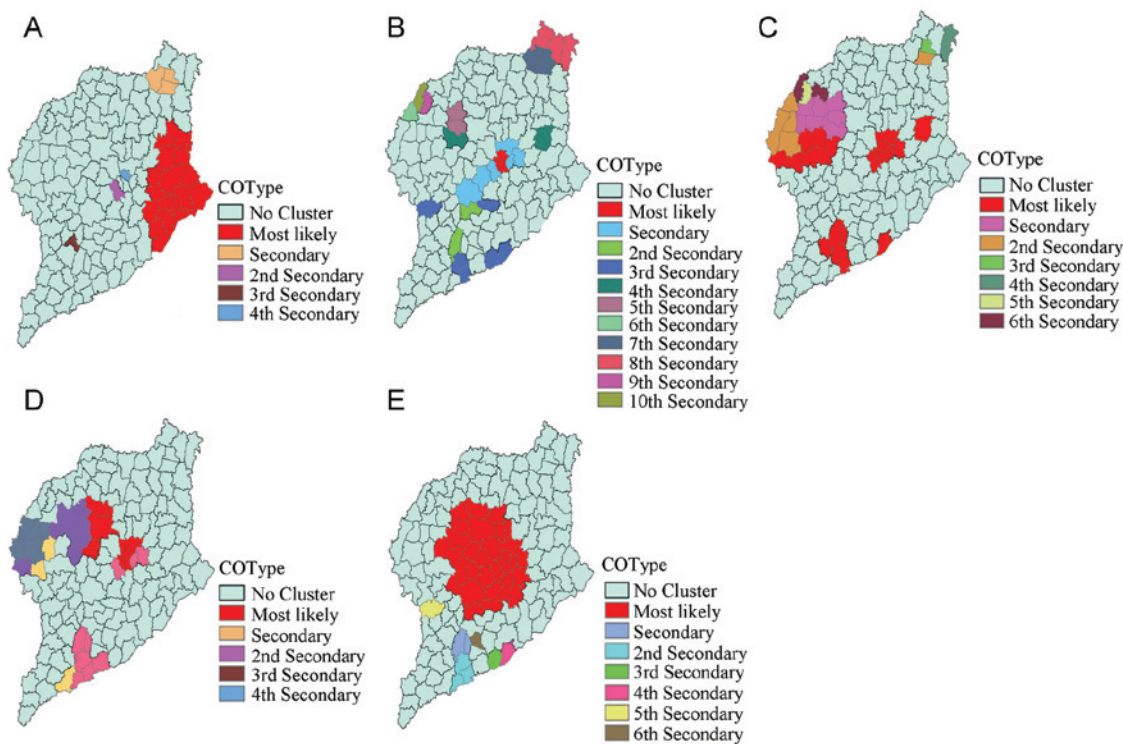 A
COType
No Cluster
Most likely
Secondary
2nd Secondary
3rd Secondary
4th Secondary
B
COType
No Cluster
Most likely
Secondary
2nd Secondary
3rd Secondary
4th Secondary
5th Secondary
6th Secondary
7th Secondary
8th Secondary
9th Secondary
10th Secondary
C
COType
No Cluster
Most likely
Secondary
2nd Secondary
3rd Secondary
4th Secondary
5th Secondary
6th Secondary
D
COType
No Cluster
Most likely
Secondary
2nd Secondary
3rd Secondary
4th Secondary
E
COType
No Cluster
Most likely
Secondary
2nd Secondary
3rd Secondary
4th Secondary
5th Secondary
6th Secondary